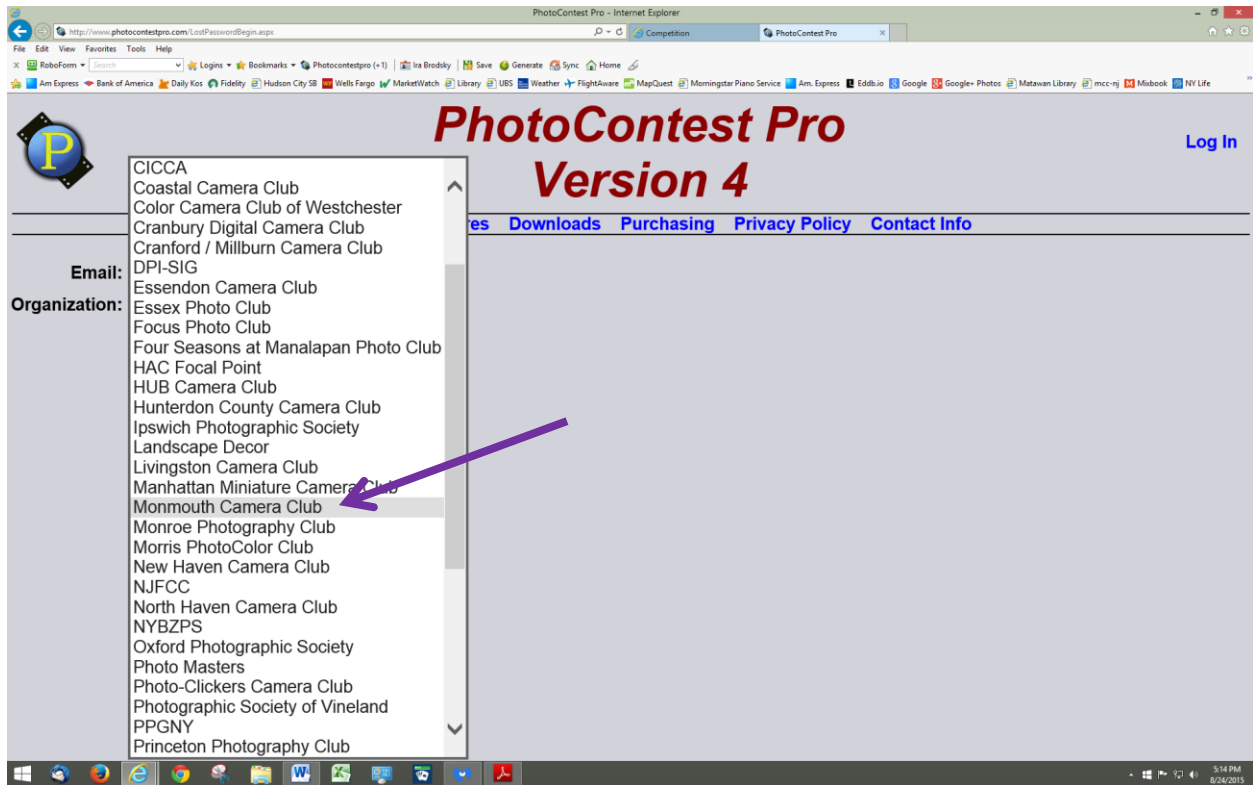 PhotoContest Pro - Internet Explorer
http://www.photocontestpro.com/LostPasswordBegin.aspx
Competition
PhotoContest Pro
File Edit View Favorites Tools Help
x RoboForm Search Logins Bookmarks Photocontestpro (+1) Ira Brodsky Save Generate Sync Home
Am Express Bank of America Daily Kos Fidelity Hudson City SB Wells Fargo MarketWatch Library UBS Weather FlightAware MapQuest Morningstar Piano Service Am. Express Eddb.io Google Google+ Photos Matawan Library mcc-nj Mixbook NY Life
P
PhotoContest Pro
Version 4
Log In
res Downloads Purchasing Privacy Policy Contact Info
Email:
Organization:
CICCA
Coastal Camera Club
Color Camera Club of Westchester
Cranbury Digital Camera Club
Cranford / Millburn Camera Club
DPI-SIG
Essendon Camera Club
Essex Photo Club
Focus Photo Club
Four Seasons at Manalapan Photo Club
HAC Focal Point
HUB Camera Club
Hunterdon County Camera Club
Ipswich Photographic Society
Landscape Decor
Livingston Camera Club
Manhattan Miniature Camera Club
Monmouth Camera Club
Monroe Photography Club
Morris PhotoColor Club
New Haven Camera Club
NJFCC
North Haven Camera Club
NYBZPS
Oxford Photographic Society
Photo Masters
Photo-Clickers Camera Club
Photographic Society of Vineland
PPGNY
Princeton Photography Club
5:14 PM
8/24/2015